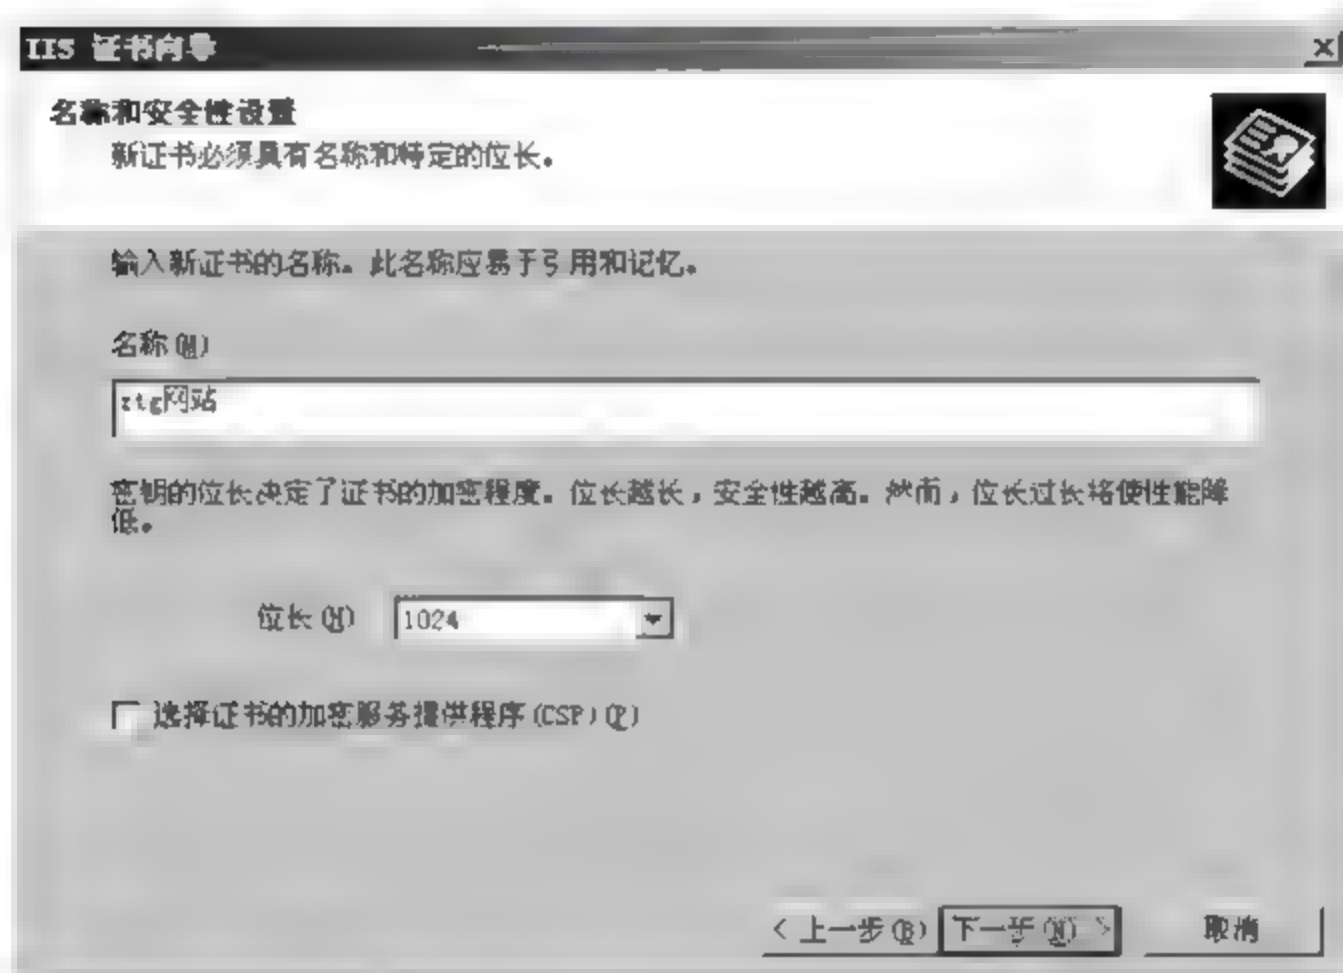 IIS 证书向导
名称和安全性设置
新证书必须具有名称和特定的位长。
输入新证书的名称。此名称应易于引用和记忆。
名称(M)
ztg网站
密钥的位长决定了证书的加密程度。位长越长，安全性越高。然而，位长过长将使性能降
低。
位长(H) 1024
选择证书的加密服务提供程序(CSP)(P)
< 上一步(B) 下一步(N) > 取消